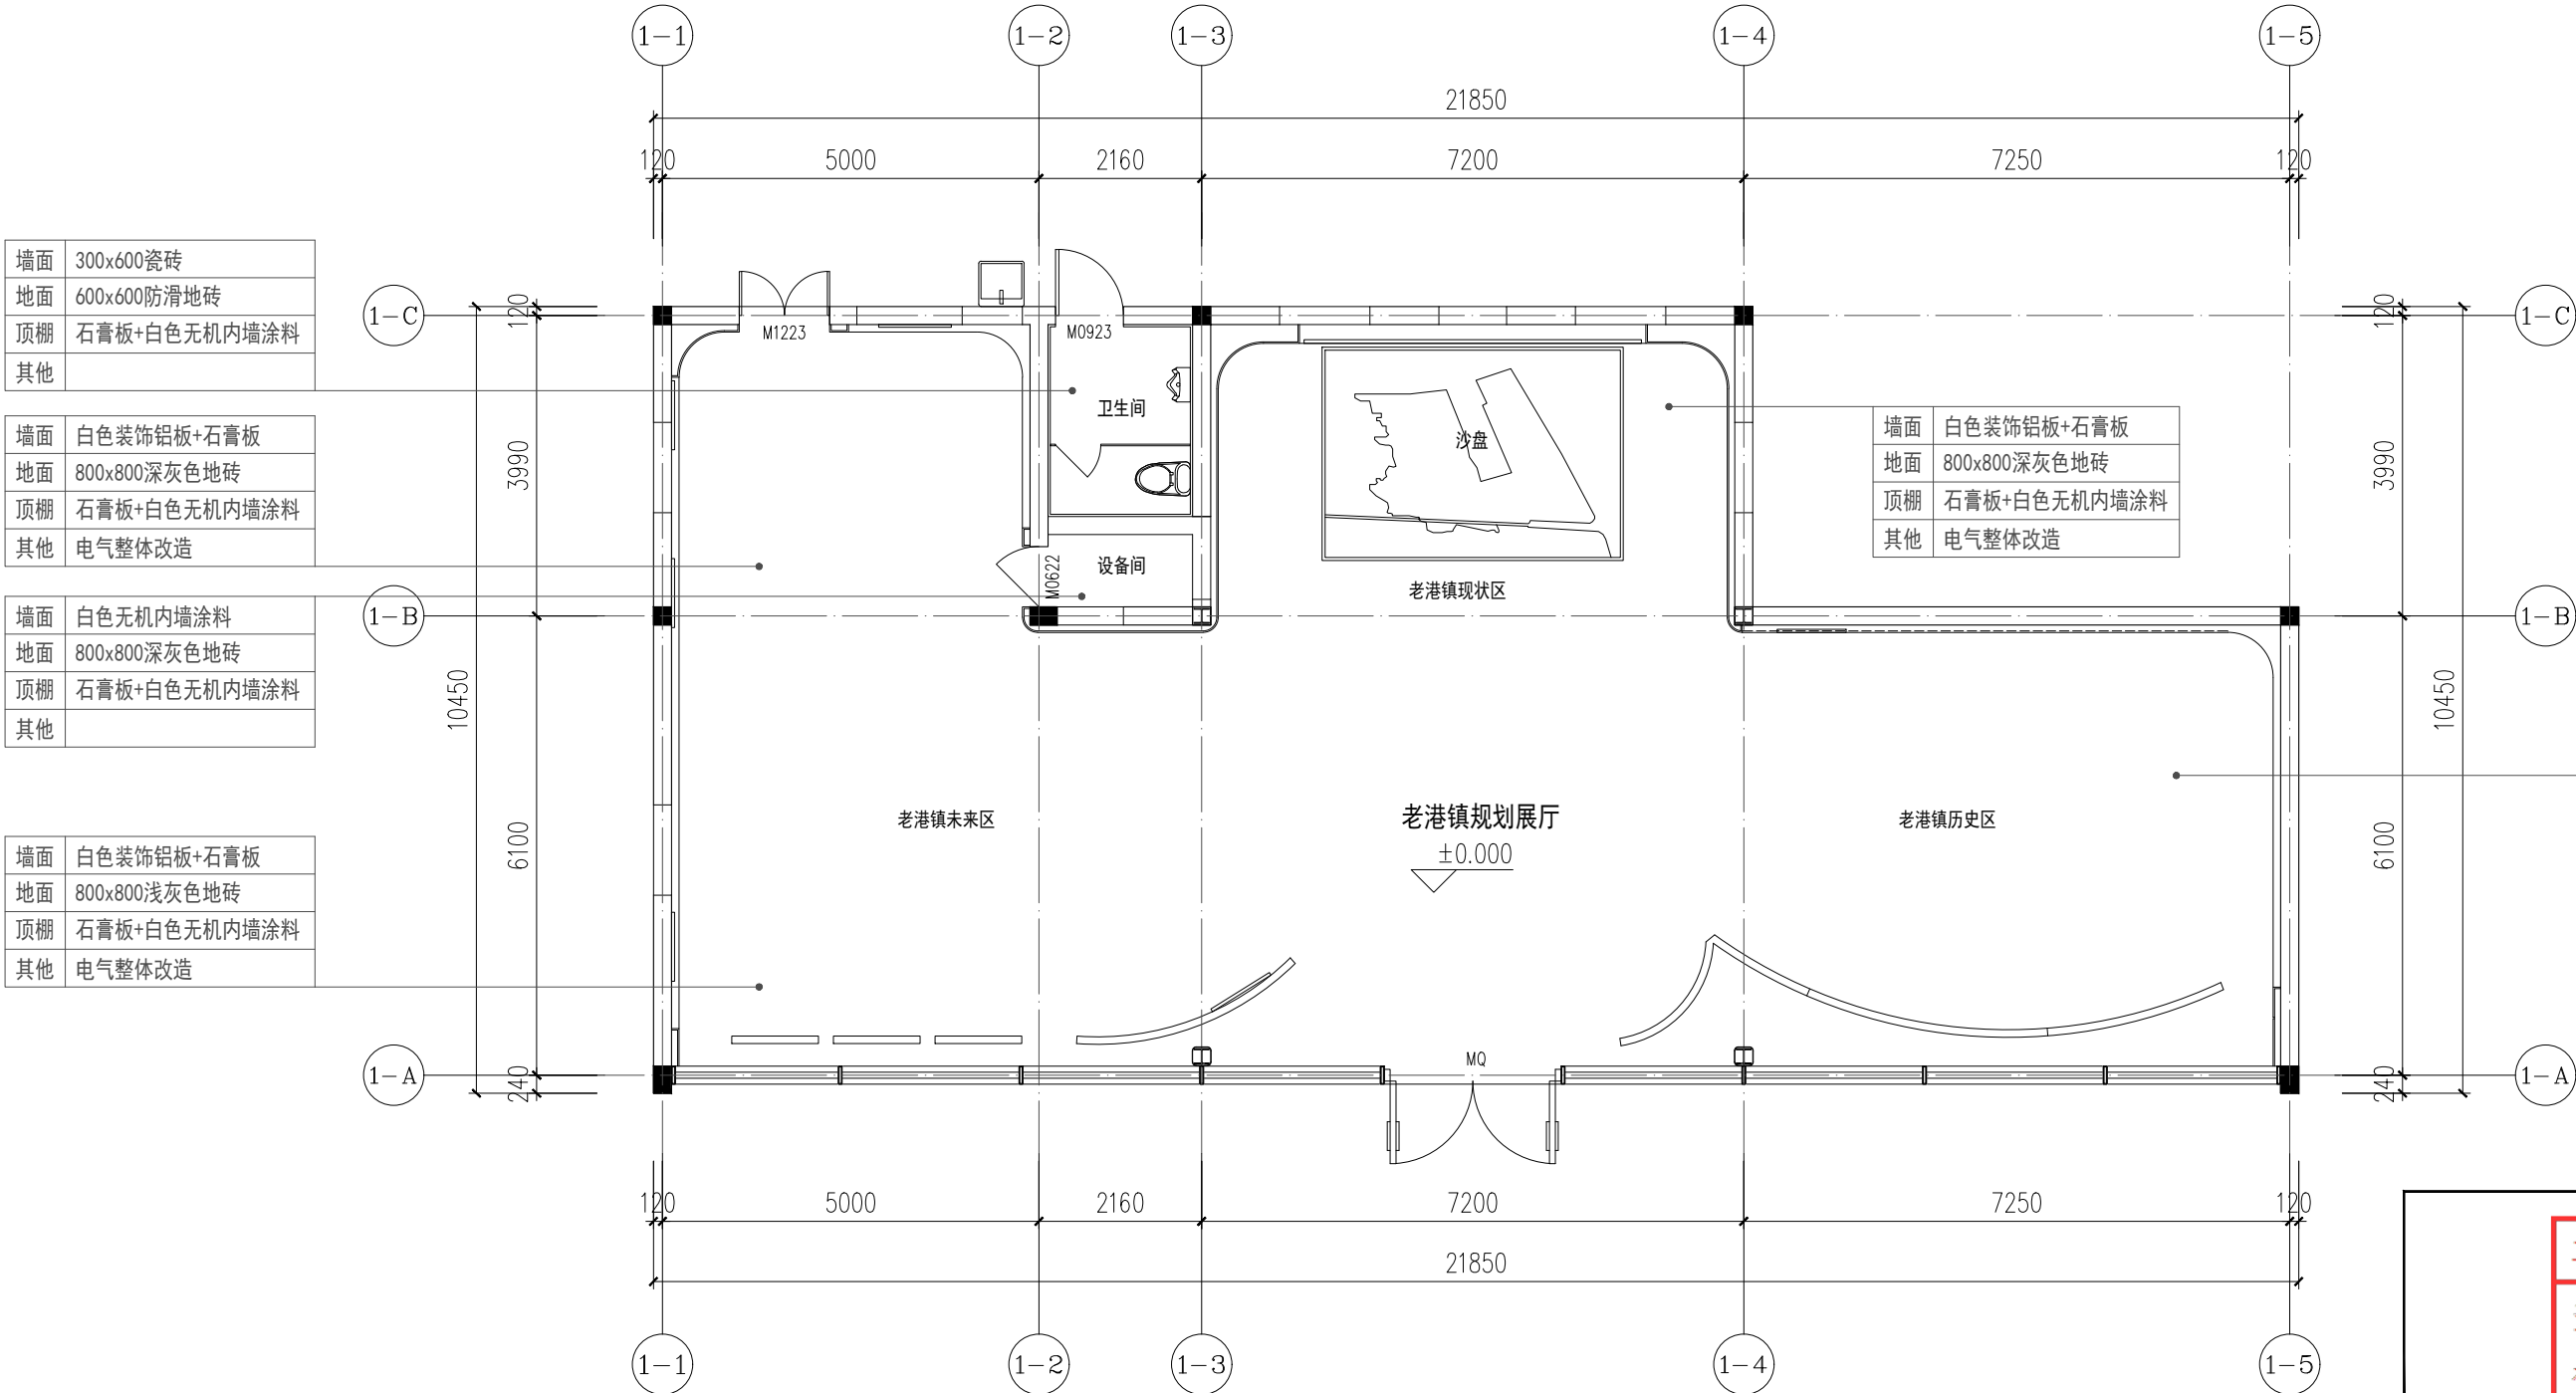 1-1
1-2
1-3
1-4
1-5
21850
120
5000
2160
7200
7250
120
墙面 300x600瓷砖
地面 600x600防滑地砖
顶棚 石膏板+白色无机内墙涂料
其他
墙面 白色装饰铝板+石膏板
地面 800x800深灰色地砖
顶棚 石膏板+白色无机内墙涂料
其他 电气整体改造
墙面 白色无机内墙涂料
地面 800x800深灰色地砖
顶棚 石膏板+白色无机内墙涂料
其他
墙面 白色装饰铝板+石膏板
地面 800x800浅灰色地砖
顶棚 石膏板+白色无机内墙涂料
其他 电气整体改造
1-C
1-B
1-A
120
3990
6100
240
10450
M1223
M0923
卫生间
设备间
M0622
沙盘
老港镇现状区
老港镇未来区
老港镇规划展厅
±0.000
老港镇历史区
MQ
墙面 白色装饰铝板+石膏板
地面 800x800深灰色地砖
顶棚 石膏板+白色无机内墙涂料
其他 电气整体改造
120
3990
6100
240
10450
1-C
1-B
1-A
120
5000
2160
7200
7250
120
21850
1-1
1-2
1-3
1-4
1-5